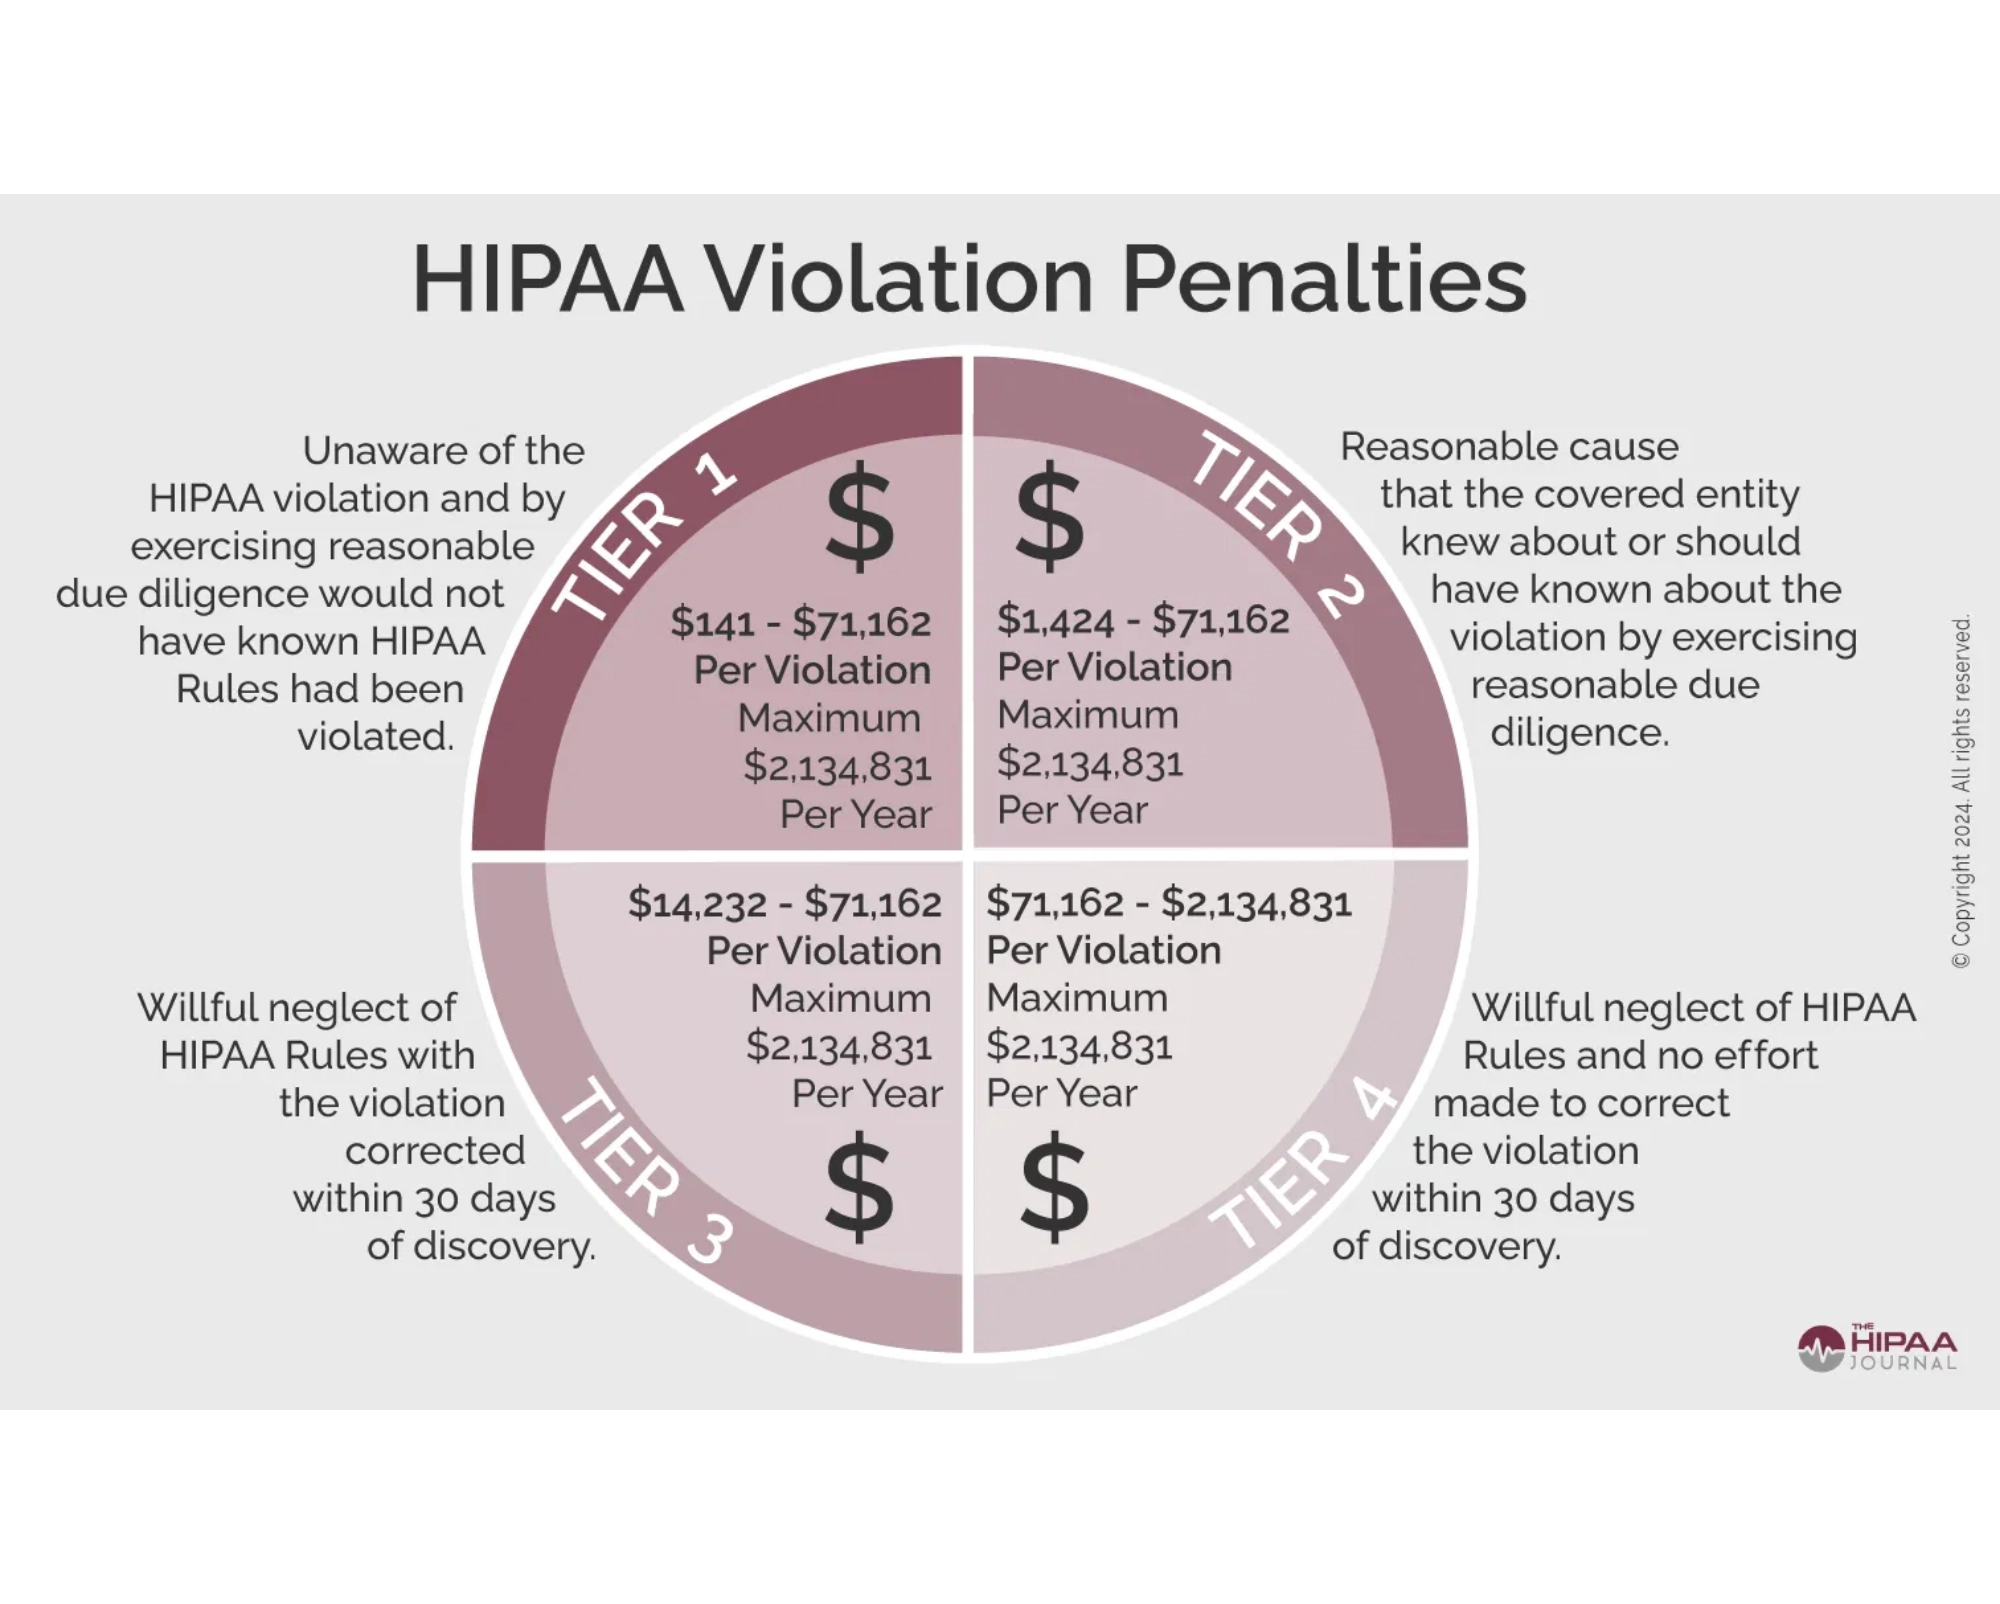 HIPAA Violation Penalties
Unaware of the
HIPAA violation and by
exercising reasonable
due diligence would not
have known HIPAA
Rules had been
violated.
TIER 1
$
$141 - $71,162
Per Violation
Maximum
$2,134,831
Per Year
TIER 2
$
$1,424 - $71,162
Per Violation
Maximum
$2,134,831
Per Year
Reasonable cause
that the covered entity
knew about or should
have known about the
violation by exercising
reasonable due
diligence.
Willful neglect of
HIPAA Rules with
the violation
corrected
within 30 days
of discovery.
TIER 3
$14,232 - $71,162
Per Violation
Maximum
$2,134,831
Per Year
$
TIER 4
$71,162 - $2,134,831
Per Violation
Maximum
$2,134,831
Per Year
$
Willful neglect of HIPAA
Rules and no effort
made to correct
the violation
within 30 days
of discovery.
© Copyright 2024. All rights reserved.
THE
HIPAA
JOURNAL